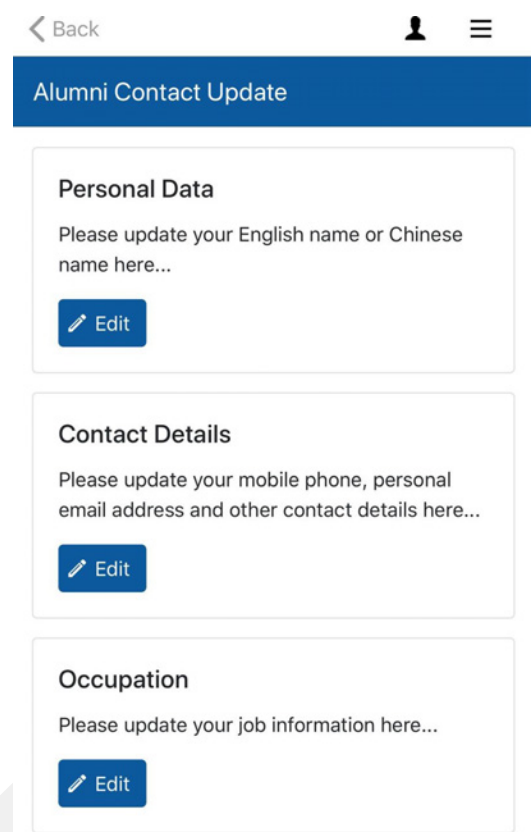 Back
Alumni Contact Update
Personal Data
Please update your English name or Chinese
name here...
Edit
Contact Details
Please update your mobile phone, personal
email address and other contact details here...
Edit
Occupation
Please update your job information here...
Edit